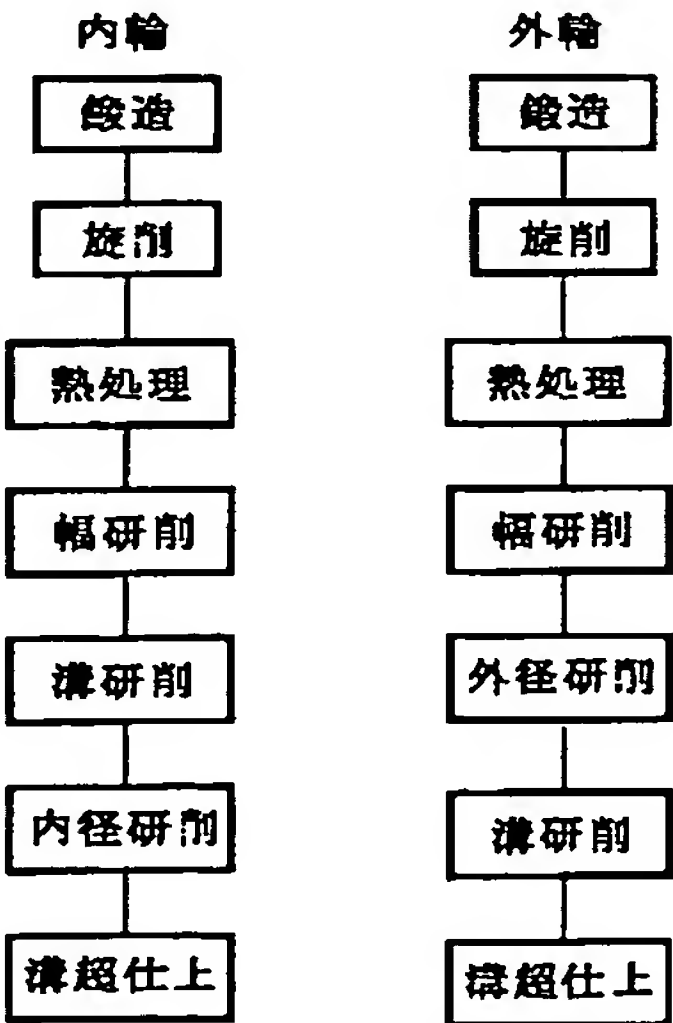 内輪
鍛造
旋削
熱処理
幅研削
溝研削
内径研削
溝超仕上
外輪
鍛造
旋削
熱処理
幅研削
外径研削
溝研削
溝超仕上